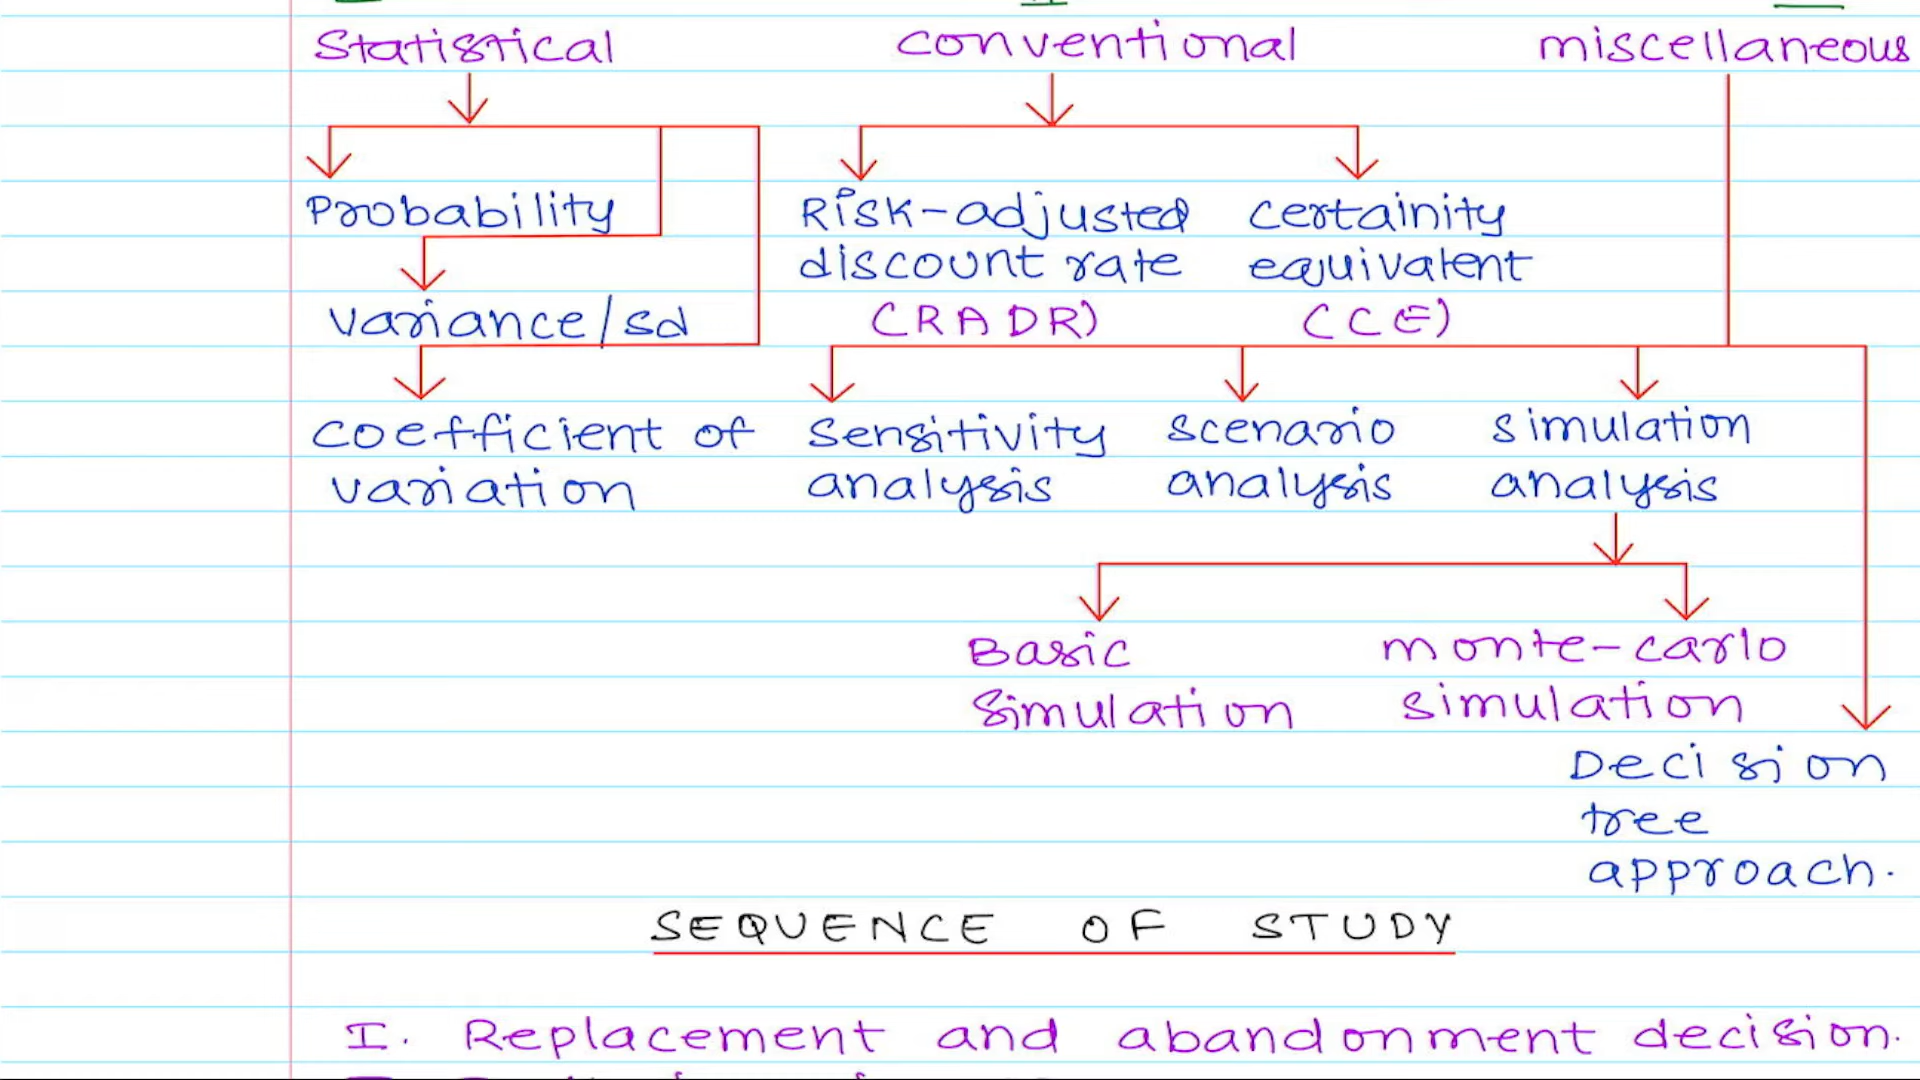 Statistical conventional miscellaneous
Probability Risk-adjusted certainity
discount rate equivatent
variance/sd (RADR) (CCE)
coefficient of sensitivity scenario simulation
variation analysis analysis analysis
Basic monte-carlo
simulation simulation
Decision
tree
approach.
SEQUENCE OF STUDY
I. Replacement and abandonment decision.